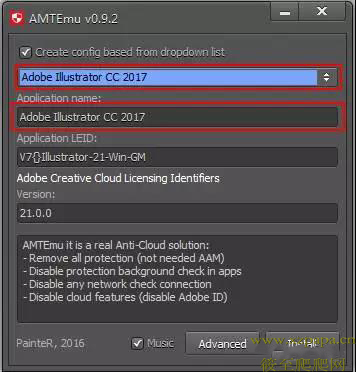 AMTEmu v0.9.2
Create config based from dropdown list
Adobe Illustrator CC 2017
Application name:
Adobe Illustrator CC 2017
Application LEID:
V7{}Illustrator-21-Win-GM
Adobe Creative Cloud Licensing Identifiers
Version:
21.0.0
AMTEmu it is a real Anti-Cloud solution:
- Remove all protection (not needed AAM)
- Disable protection background check in apps
- Disable any network check connection
- Disable cloud features (disable Adobe ID)
PainteR, 2016
Music
Advanced
Install